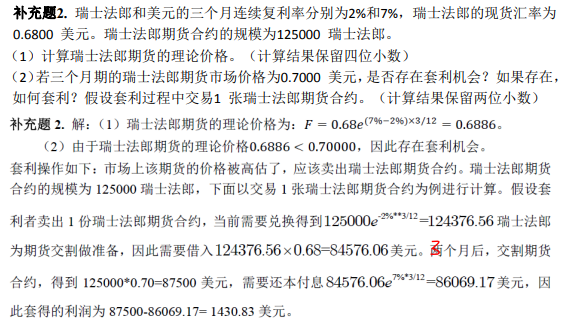 补充题2. 瑞士法郎和美元的三个月连续复利率分别为2%和7%，瑞士法郎的现货汇率为
0.6800 美元。瑞士法郎期货合约的规模为125000 瑞士法郎。
（1）计算瑞士法郎期货的理论价格。（计算结果保留四位小数）
（2）若三个月期的瑞士法郎期货市场价格为0.7000 美元，是否存在套利机会？如果存在，
如何套利？假设套利过程中交易1 张瑞士法郎期货合约。（计算结果保留两位小数）
补充题 2. 解：（1）瑞士法郎期货的理论价格为：F = 0.68e^{(7%−2%)×3/12} = 0.6886。
（2）由于瑞士法郎期货的理论价格0.6886 < 0.70000，因此存在套利机会。
套利操作如下：市场上该期货的价格被高估了，应该卖出瑞士法郎期货合约。瑞士法郎期货
合约的规模为 125000 瑞士法郎，下面以交易 1 张瑞士法郎期货合约为例进行计算。假设套
利者卖出 1 份瑞士法郎期货合约，当前需要兑换得到125000e^{-2%**3/12}=124376.56 瑞士法郎
为期货交割做准备，因此需要借入124376.56×0.68=84576.06美元。3个月后，交割期货
合约，得到 125000*0.70=87500 美元，需要还本付息84576.06e^{7%*3/12}=86069.17美元，因
此套得的利润为 87500-86069.17= 1430.83 美元。